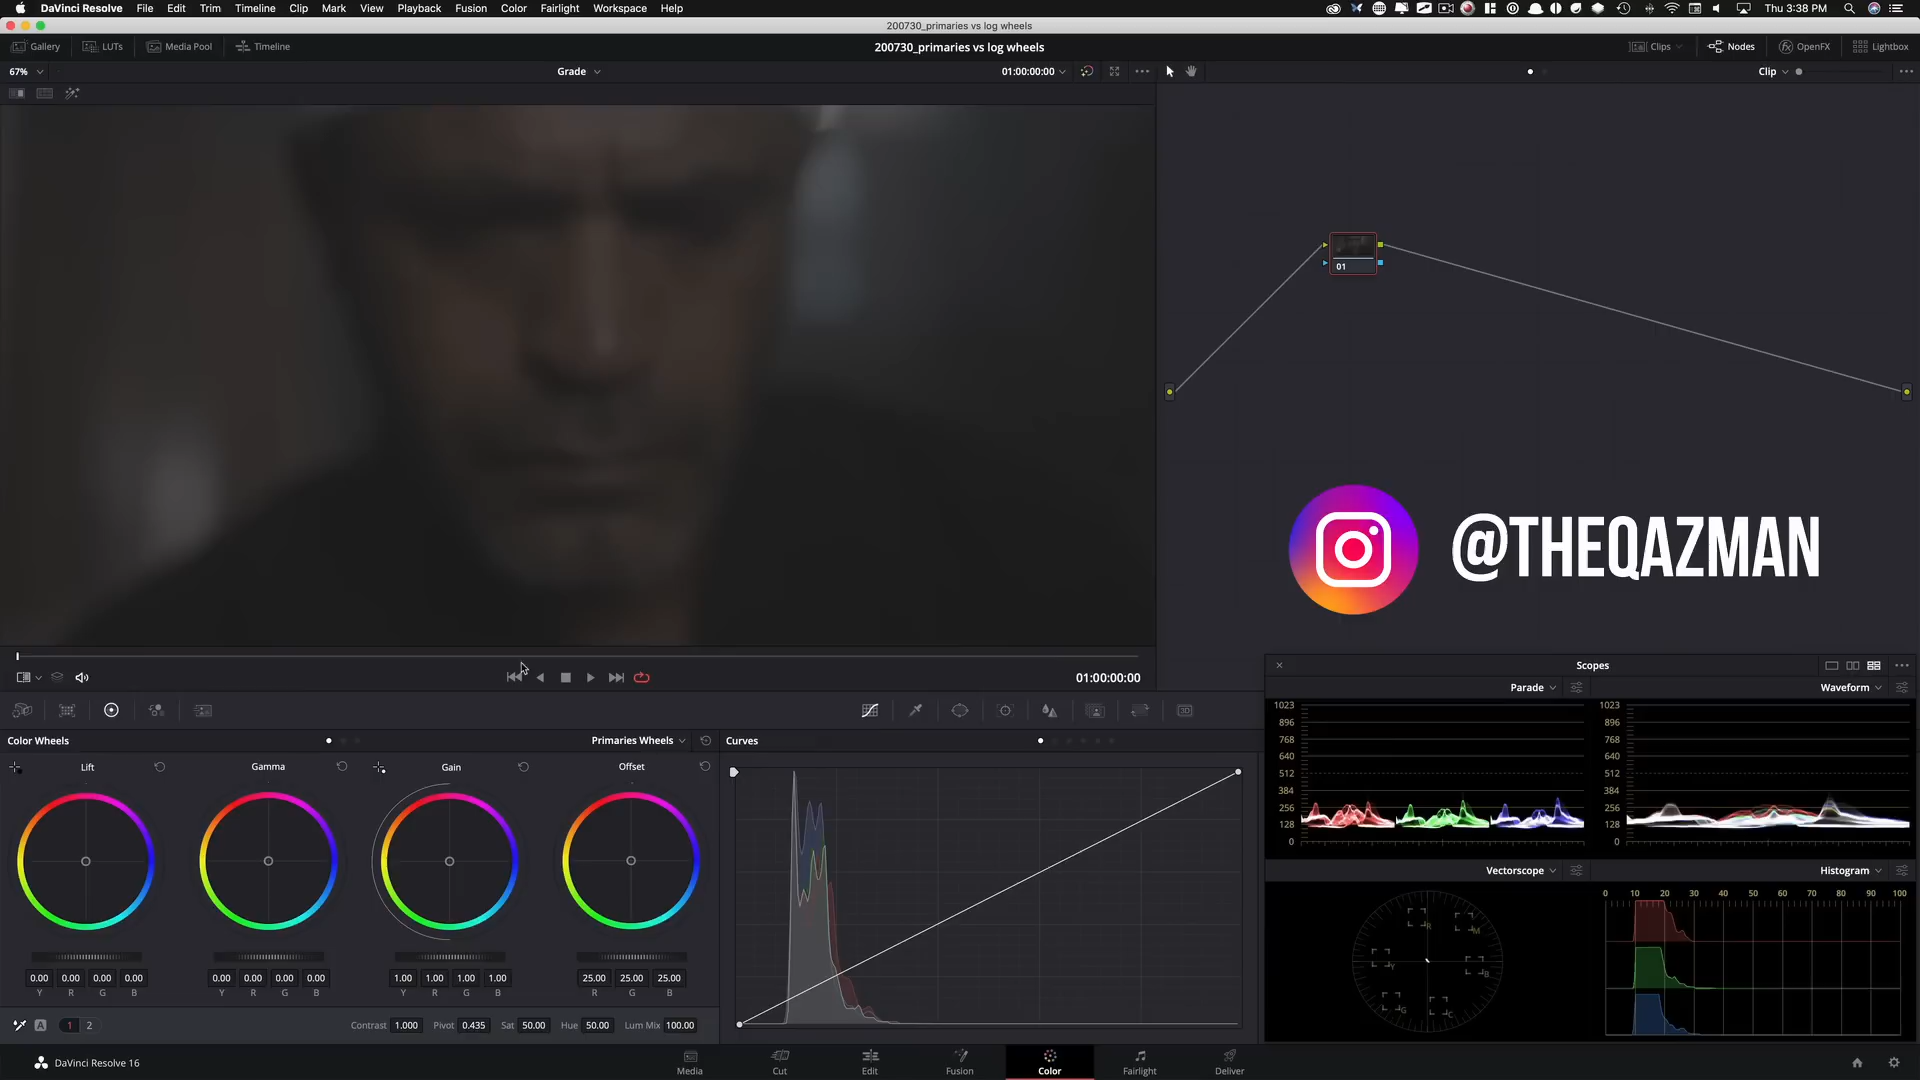 DaVinci Resolve File Edit Trim Timeline Clip Mark View Playback Fusion Color Fairlight Workspace Help Thu 3:38 PM
200730_primaries vs log wheels
Gallery LUTs Media Pool Timeline 200730_primaries vs log wheels Clips Nodes OpenFX Lightbox
67% Grade 01:00:00:00 Clip
01
@THEQAZMAN
01:00:00:00
Scopes
Parade Waveform
1023 1023
896 896
768 768
640 640
512 512
384 384
256 256
128 128
0 0
Color Wheels Primaries Wheels Curves
Lift Gamma Gain Offset
Vectorscope Histogram
0 10 20 30 40 50 60 70 80 90 100
R M
Y B
G C
0.00 0.00 0.00 0.00 0.00 0.00 0.00 0.00 1.00 1.00 1.00 1.00 25.00 25.00 25.00
Y R G B Y R G B Y R G B R G B
A 1 2 Contrast 1.000 Pivot 0.435 Sat 50.00 Hue 50.00 Lum Mix 100.00
DaVinci Resolve 16 Media Cut Edit Fusion Color Fairlight Deliver